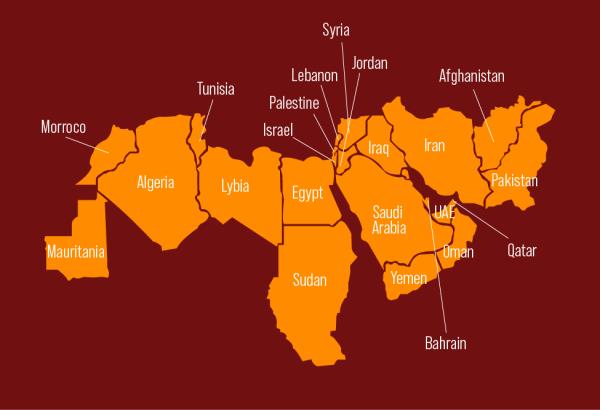 Syria
Jordan
Lebanon
Afghanistan
Tunisia
Palestine
Morroco
Israel
Iraq
Iran
Algeria
Lybia
Egypt
Pakistan
Saudi
Arabia
UAE
Mauritania
Oman
Qatar
Sudan
Yemen
Bahrain